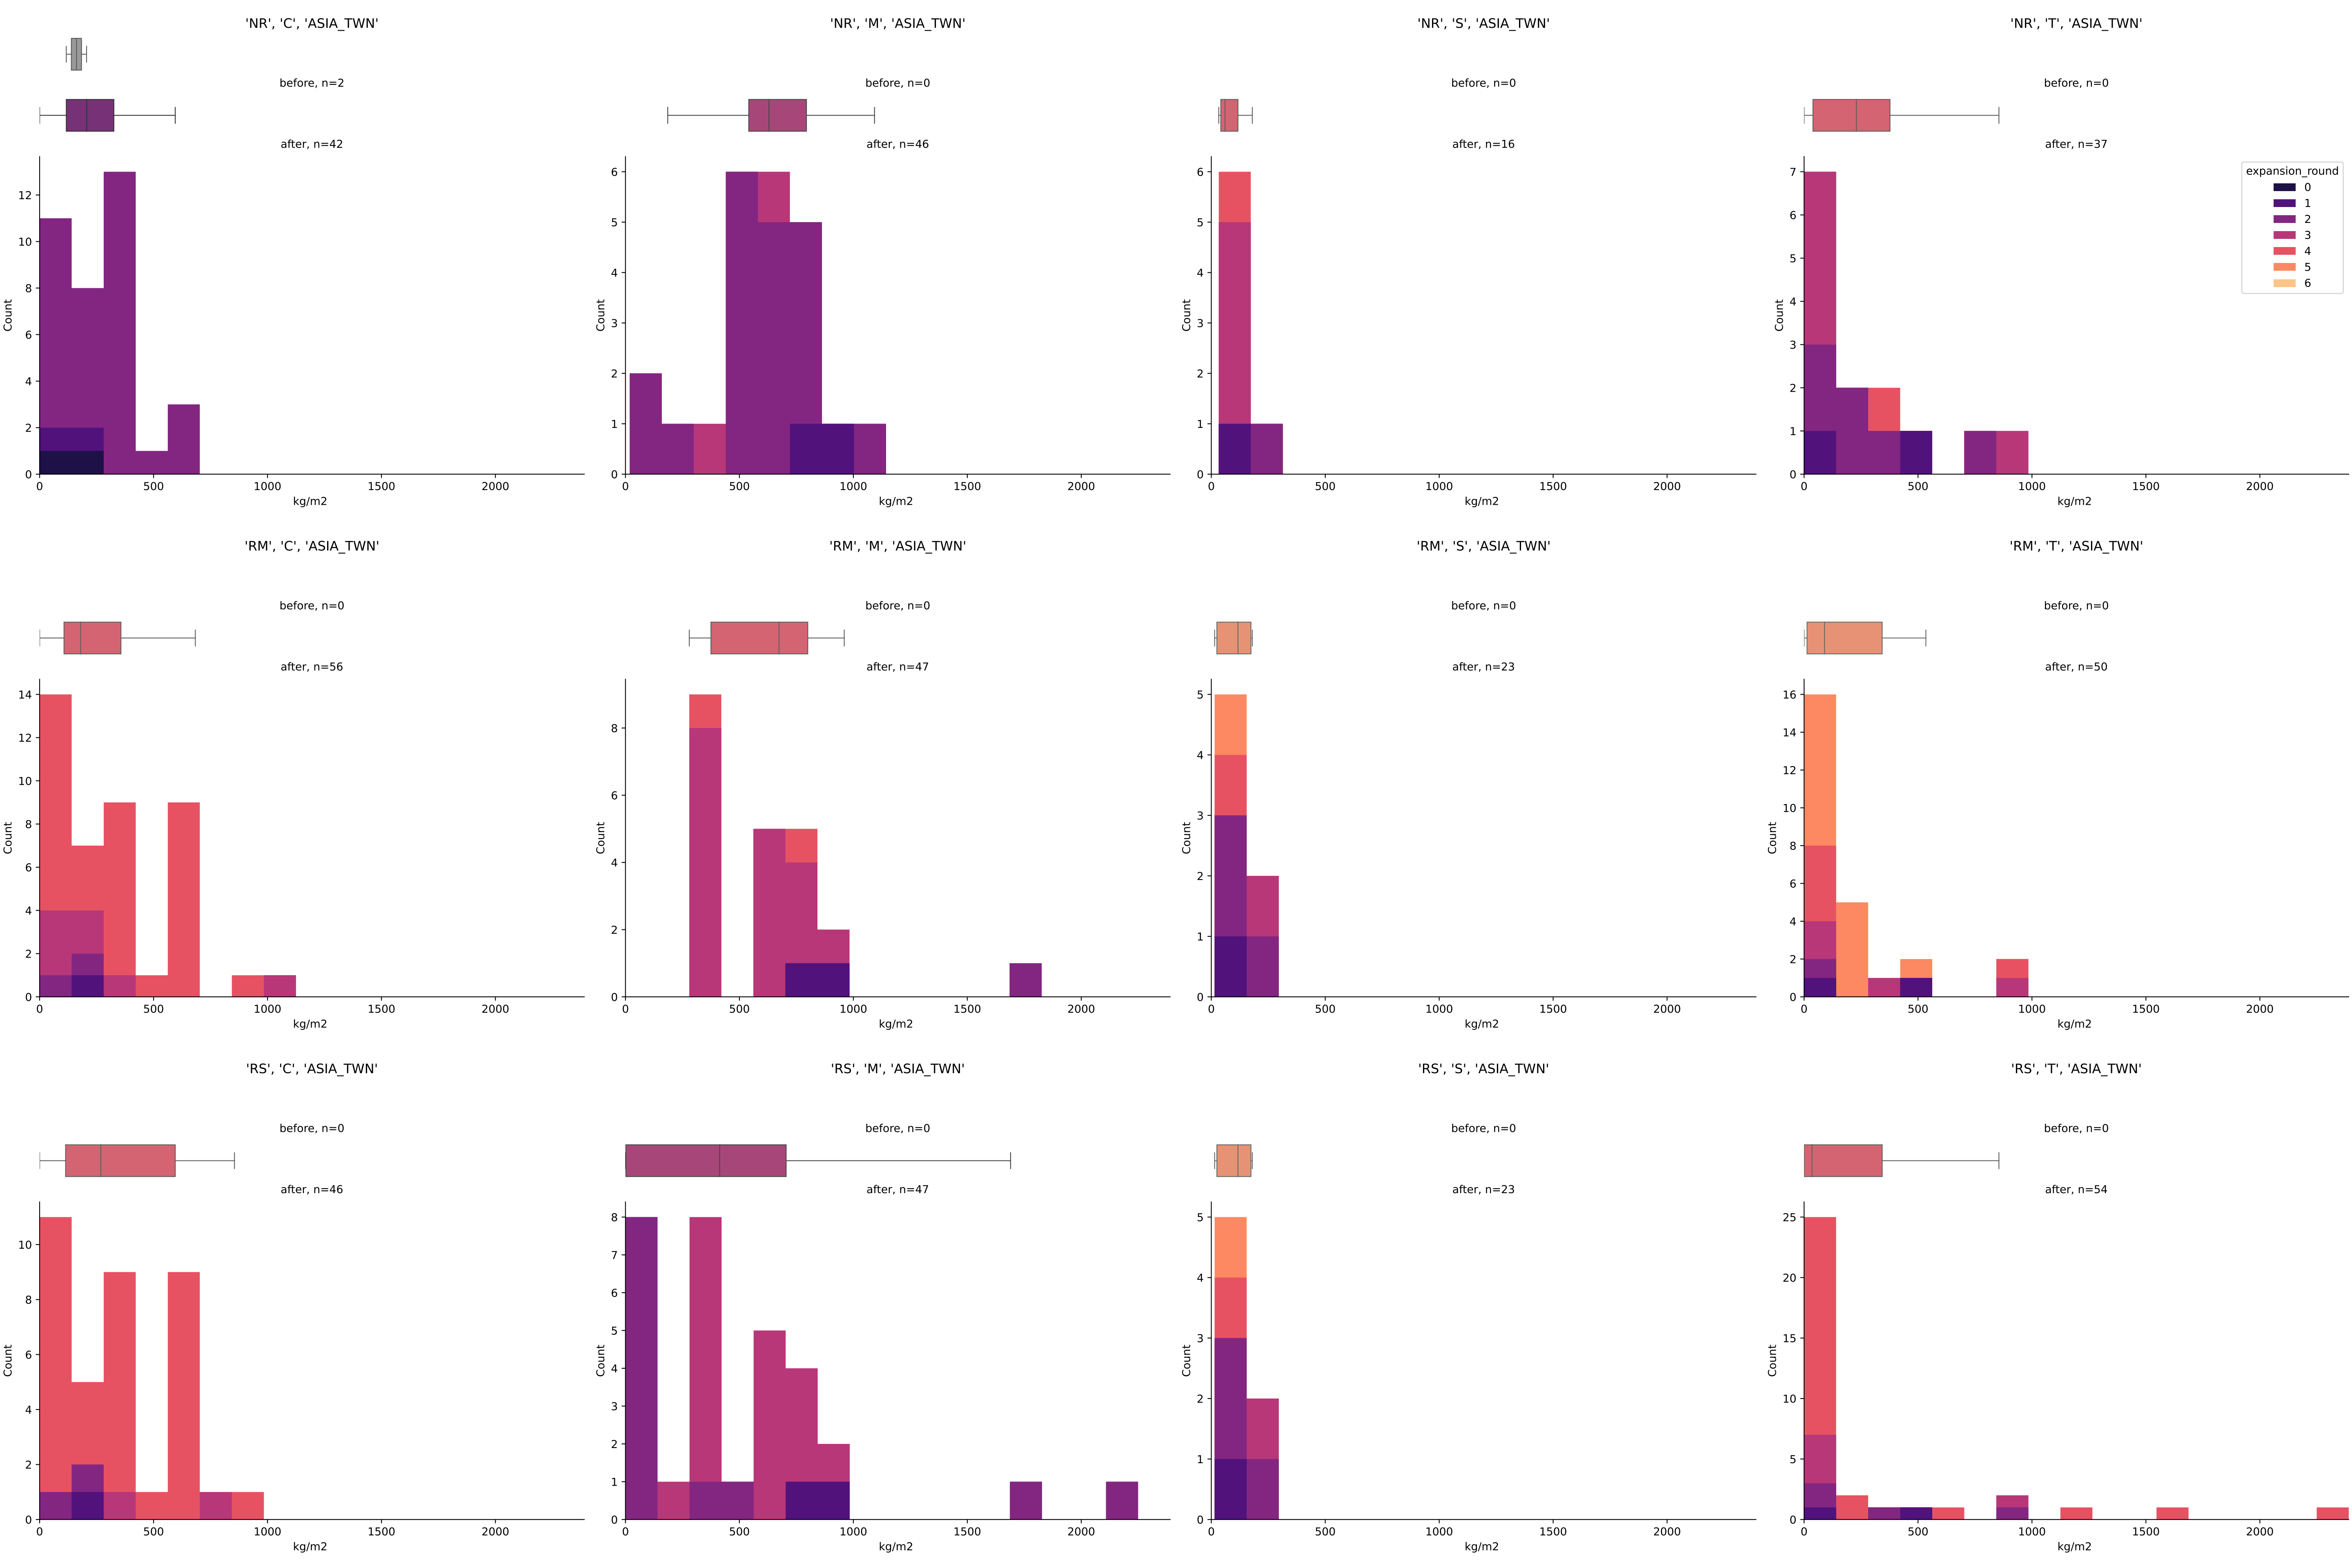 'NR', 'C', 'ASIA_TWN'
before, n=2
after, n=42
Count
0
2
4
6
8
10
12
0 500 1000 1500 2000
kg/m2
'NR', 'M', 'ASIA_TWN'
before, n=0
after, n=46
Count
0
1
2
3
4
5
6
0 500 1000 1500 2000
kg/m2
'NR', 'S', 'ASIA_TWN'
before, n=0
after, n=16
Count
0
1
2
3
4
5
6
0 500 1000 1500 2000
kg/m2
'NR', 'T', 'ASIA_TWN'
before, n=0
after, n=37
expansion_round
0
1
2
3
4
5
6
Count
0
1
2
3
4
5
6
7
0 500 1000 1500 2000
kg/m2
'RM', 'C', 'ASIA_TWN'
before, n=0
after, n=56
Count
0
2
4
6
8
10
12
14
0 500 1000 1500 2000
kg/m2
'RM', 'M', 'ASIA_TWN'
before, n=0
after, n=47
Count
0
2
4
6
8
0 500 1000 1500 2000
kg/m2
'RM', 'S', 'ASIA_TWN'
before, n=0
after, n=23
Count
0
1
2
3
4
5
0 500 1000 1500 2000
kg/m2
'RM', 'T', 'ASIA_TWN'
before, n=0
after, n=50
Count
0
2
4
6
8
10
12
14
16
0 500 1000 1500 2000
kg/m2
'RS', 'C', 'ASIA_TWN'
before, n=0
after, n=46
Count
0
2
4
6
8
10
0 500 1000 1500 2000
kg/m2
'RS', 'M', 'ASIA_TWN'
before, n=0
after, n=47
Count
0
1
2
3
4
5
6
7
8
0 500 1000 1500 2000
kg/m2
'RS', 'S', 'ASIA_TWN'
before, n=0
after, n=23
Count
0
1
2
3
4
5
0 500 1000 1500 2000
kg/m2
'RS', 'T', 'ASIA_TWN'
before, n=0
after, n=54
Count
0
5
10
15
20
25
0 500 1000 1500 2000
kg/m2